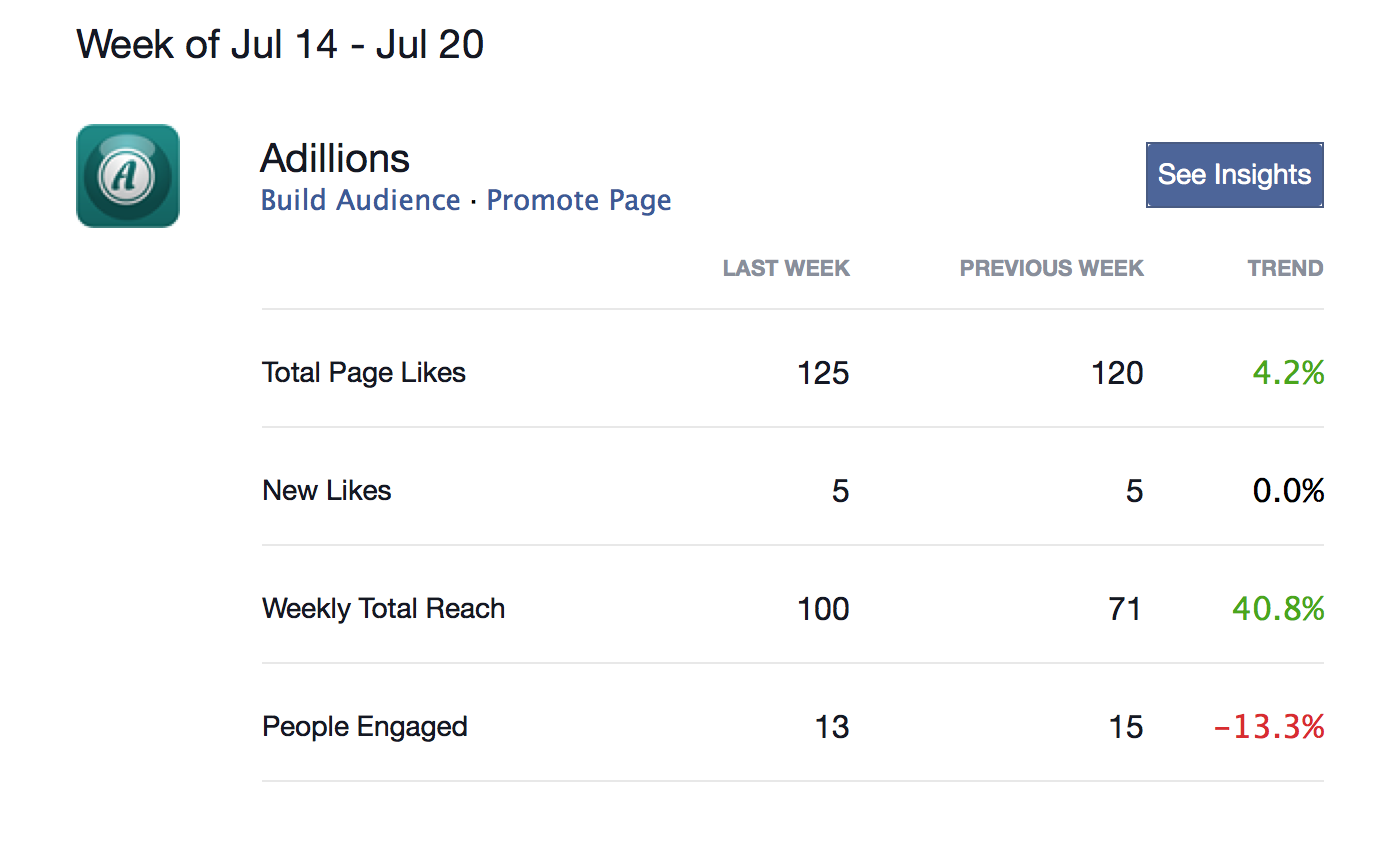 Week of Jul 14 - Jul 20
A
Adillions
Build Audience · Promote Page
See Insights
LAST WEEK PREVIOUS WEEK TREND
Total Page Likes 125 120 4.2%
New Likes 5 5 0.0%
Weekly Total Reach 100 71 40.8%
People Engaged 13 15 -13.3%